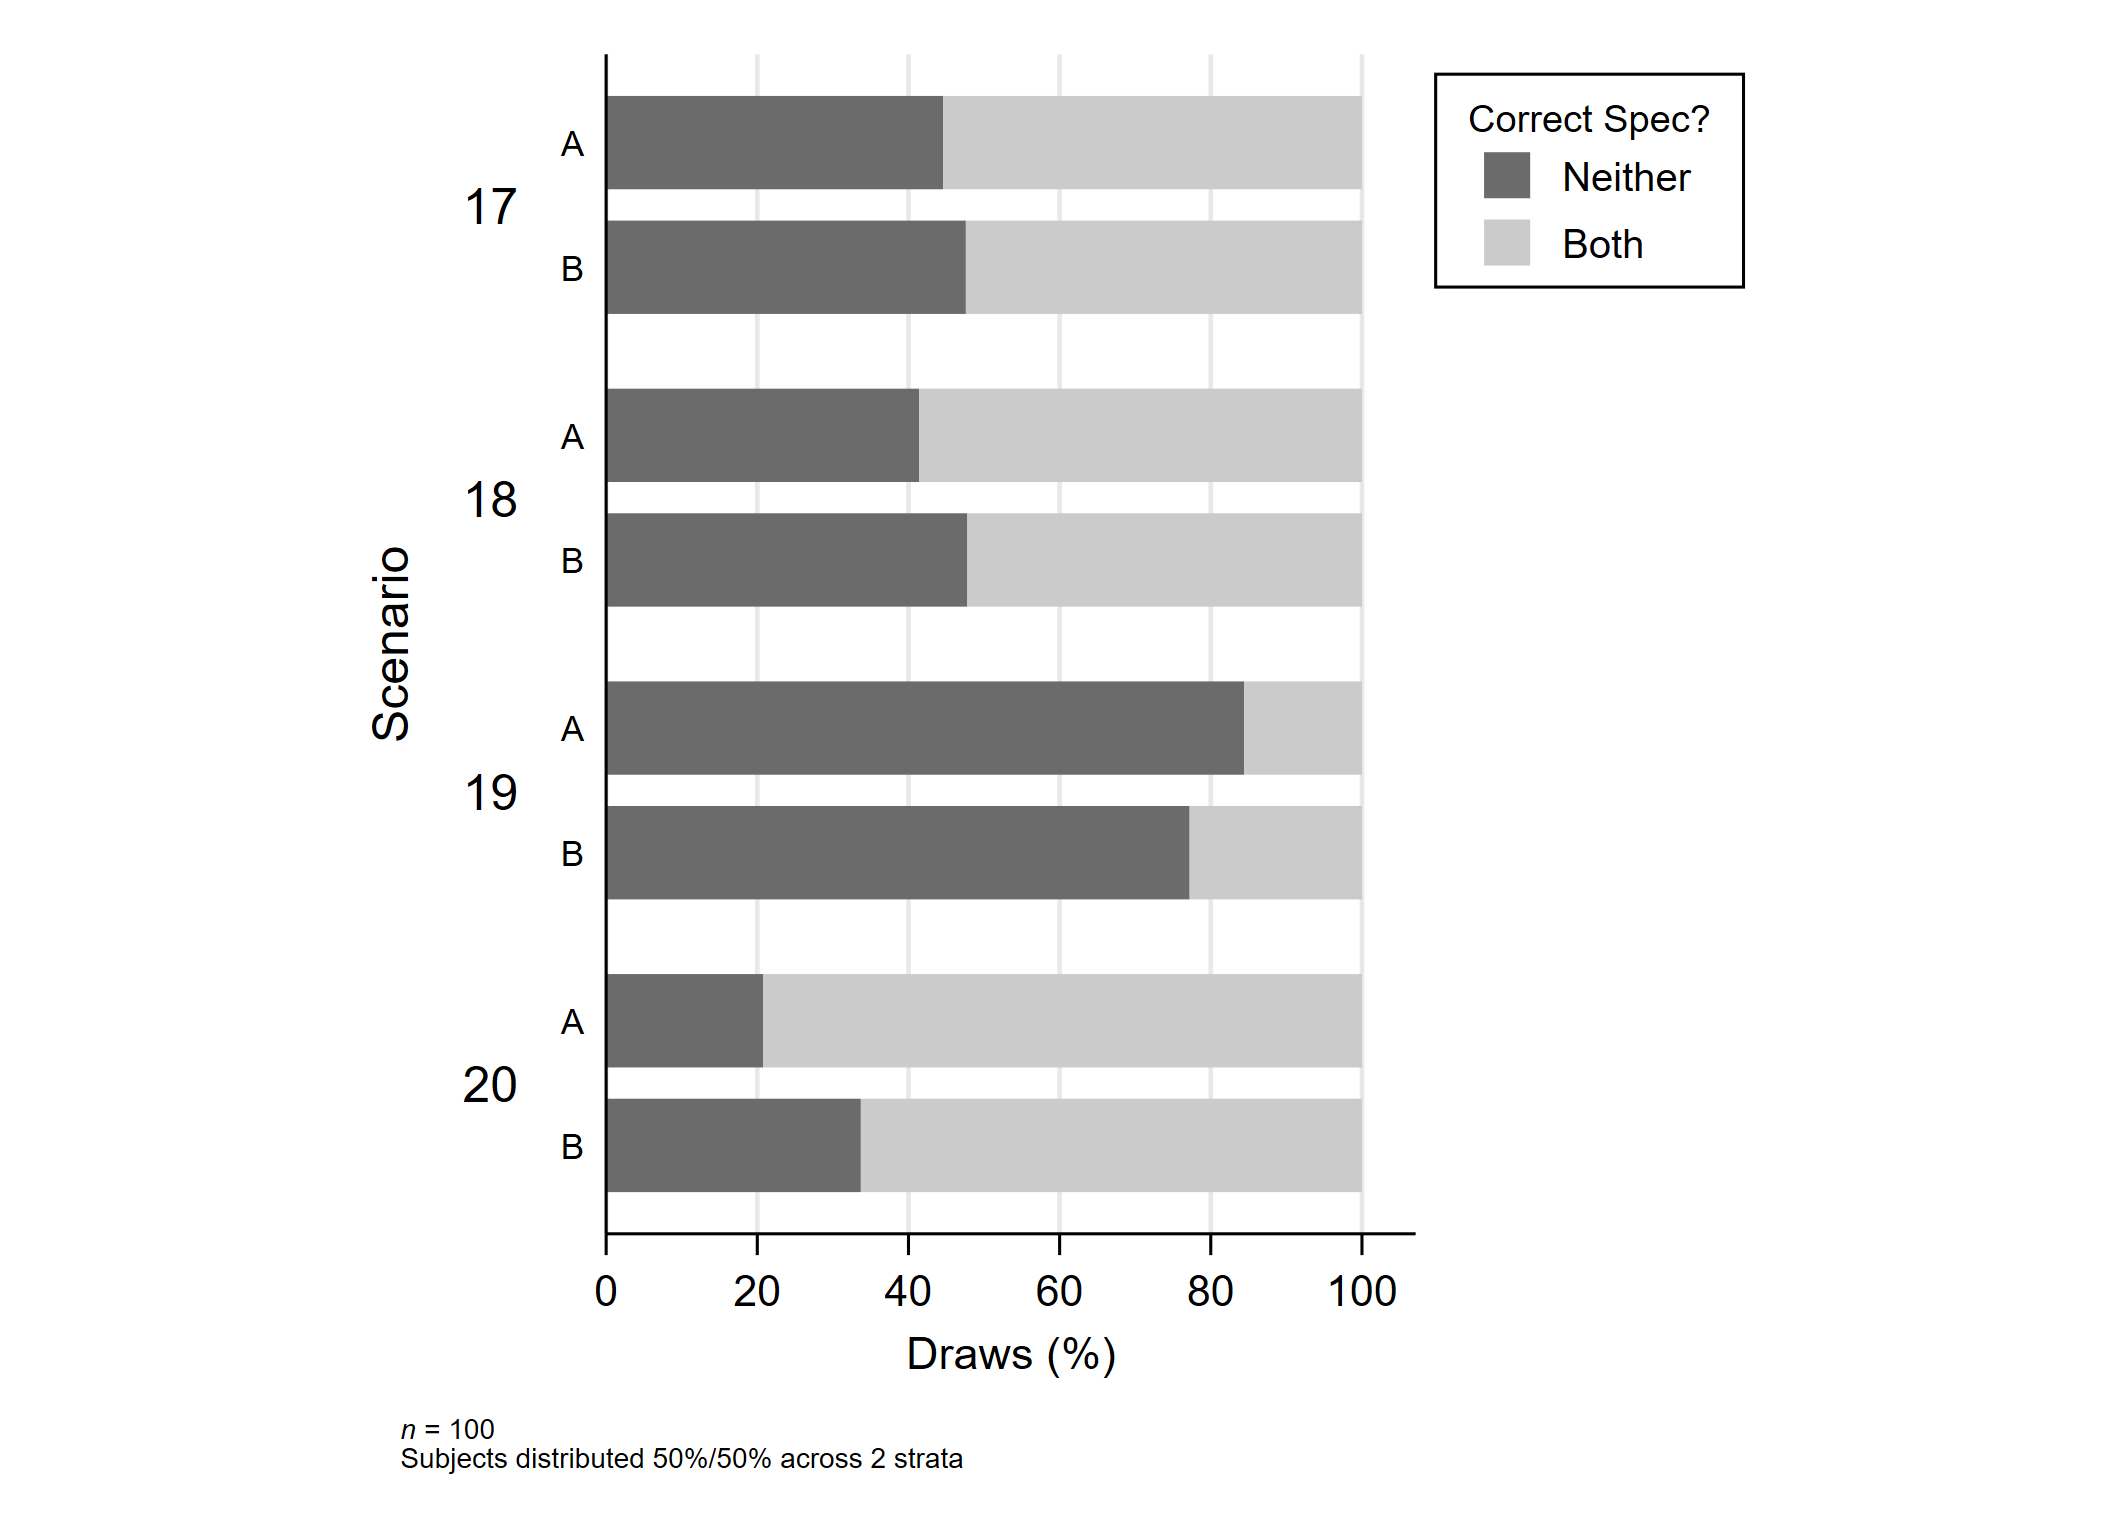 Correct Spec?
Neither
Both
Scenario
17
A
B
18
A
B
19
A
B
20
A
B
0 20 40 60 80 100
Draws (%)
n = 100
Subjects distributed 50%/50% across 2 strata